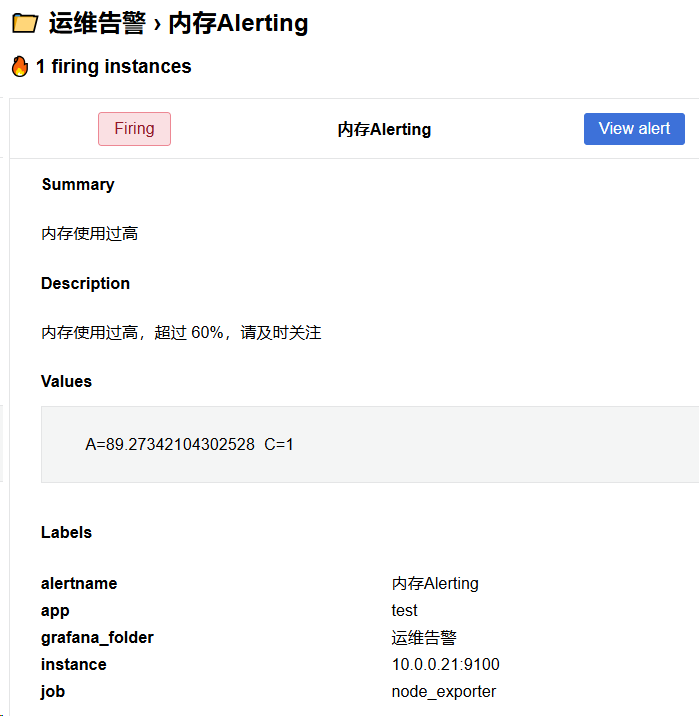 运维告警 › 内存Alerting
1 firing instances
Firing 内存Alerting View alert
Summary
内存使用过高
Description
内存使用过高，超过 60%，请及时关注
Values
A=89.27342104302528 C=1
Labels
alertname 内存Alerting
app test
grafana_folder 运维告警
instance 10.0.0.21:9100
job node_exporter